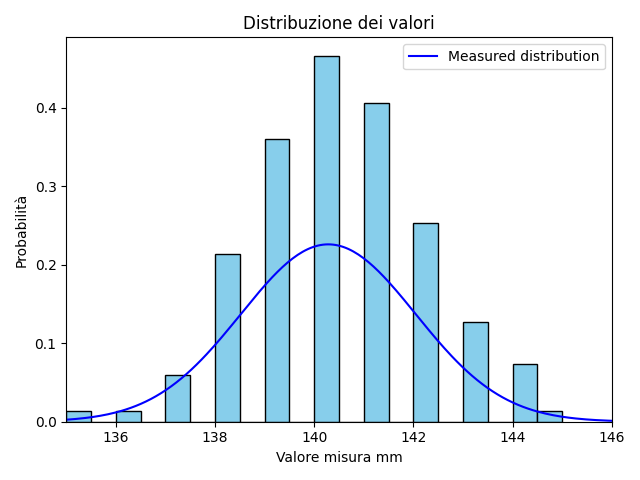 Distribuzione dei valori
Measured distribution
Probabilità
0.4
0.3
0.2
0.1
0.0
136 138 140 142 144 146
Valore misura mm